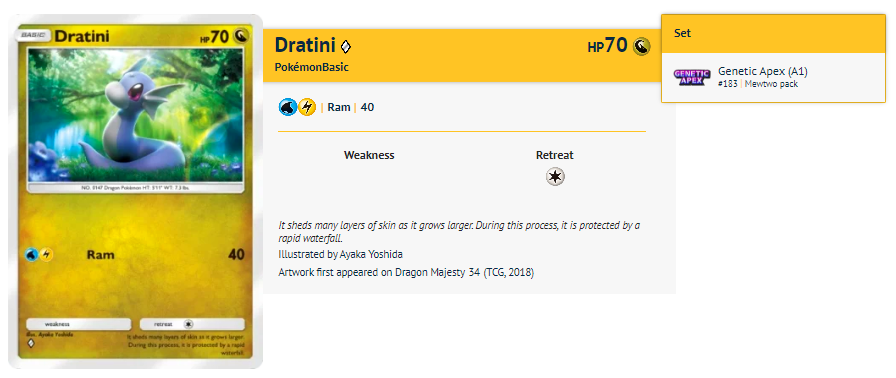 BASIC Dratini HP70
NO. 0147 Dragon Pokémon HT: 5'11" WT: 7.3 lbs.
Ram 40
weakness retreat
Illus. Ayaka Yoshida
It sheds many layers of skin as it grows larger.
During this process, it is protected by a rapid
waterfall.
Dratini HP70
PokémonBasic
| Ram | 40
Weakness Retreat
It sheds many layers of skin as it grows larger. During this process, it is protected by a
rapid waterfall.
Illustrated by Ayaka Yoshida
Artwork first appeared on Dragon Majesty 34 (TCG, 2018)
Set
GENETIC
APEX
Genetic Apex (A1)
#183 | Mewtwo pack